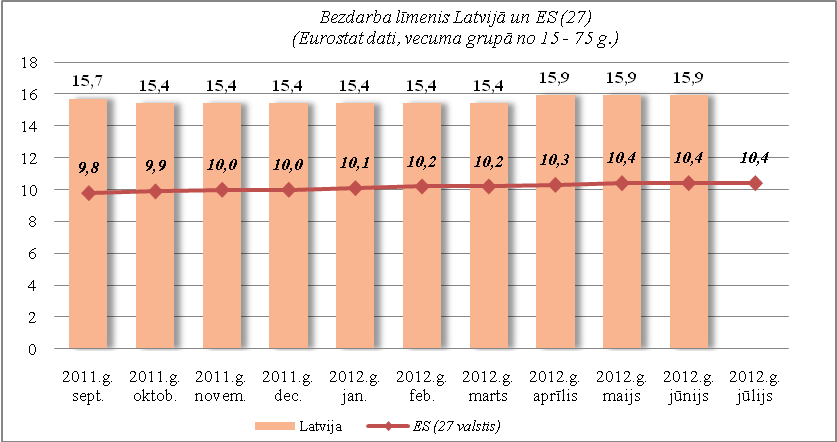 Bezdarba līmenis Latvijā un ES (27)
(Eurostat dati, vecuma grupā no 15 - 75 g.)
18
16
14
12
10
8
6
4
2
0
15,7 15,4 15,4 15,4 15,4 15,4 15,4 15,9 15,9 15,9
9,8 9,9 10,0 10,0 10,1 10,2 10,2 10,3 10,4 10,4 10,4
2011.g. 2011.g. 2011.g. 2011.g. 2012.g. 2012.g. 2012.g. 2012.g. 2012.g. 2012.g. 2012.g.
sept. oktob. novem. dec. jan. feb. marts aprīlis maijs jūnijs jūlijs
Latvija ES (27 valstis)